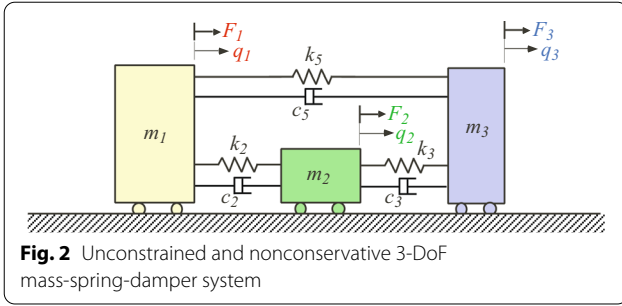 F1
q1
F3
q3
k5
c5
F2
q2
m1
k2
m2
k3
m3
c2
c3
Fig. 2 Unconstrained and nonconservative 3-DoF
mass-spring-damper system